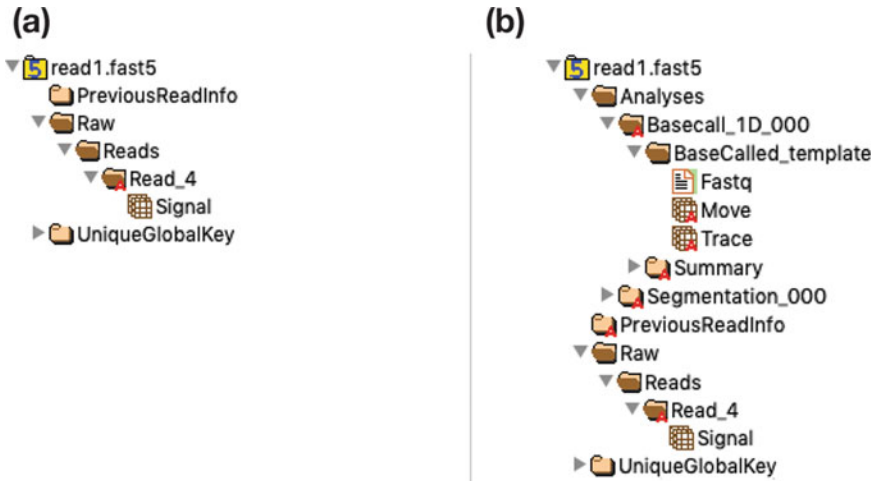 (a)
read1.fast5
PreviousReadInfo
Raw
Reads
Read_4
Signal
UniqueGlobalKey
(b)
read1.fast5
Analyses
Basecall_1D_000
BaseCalled_template
Fastq
Move
Trace
Summary
Segmentation_000
PreviousReadInfo
Raw
Reads
Read_4
Signal
UniqueGlobalKey